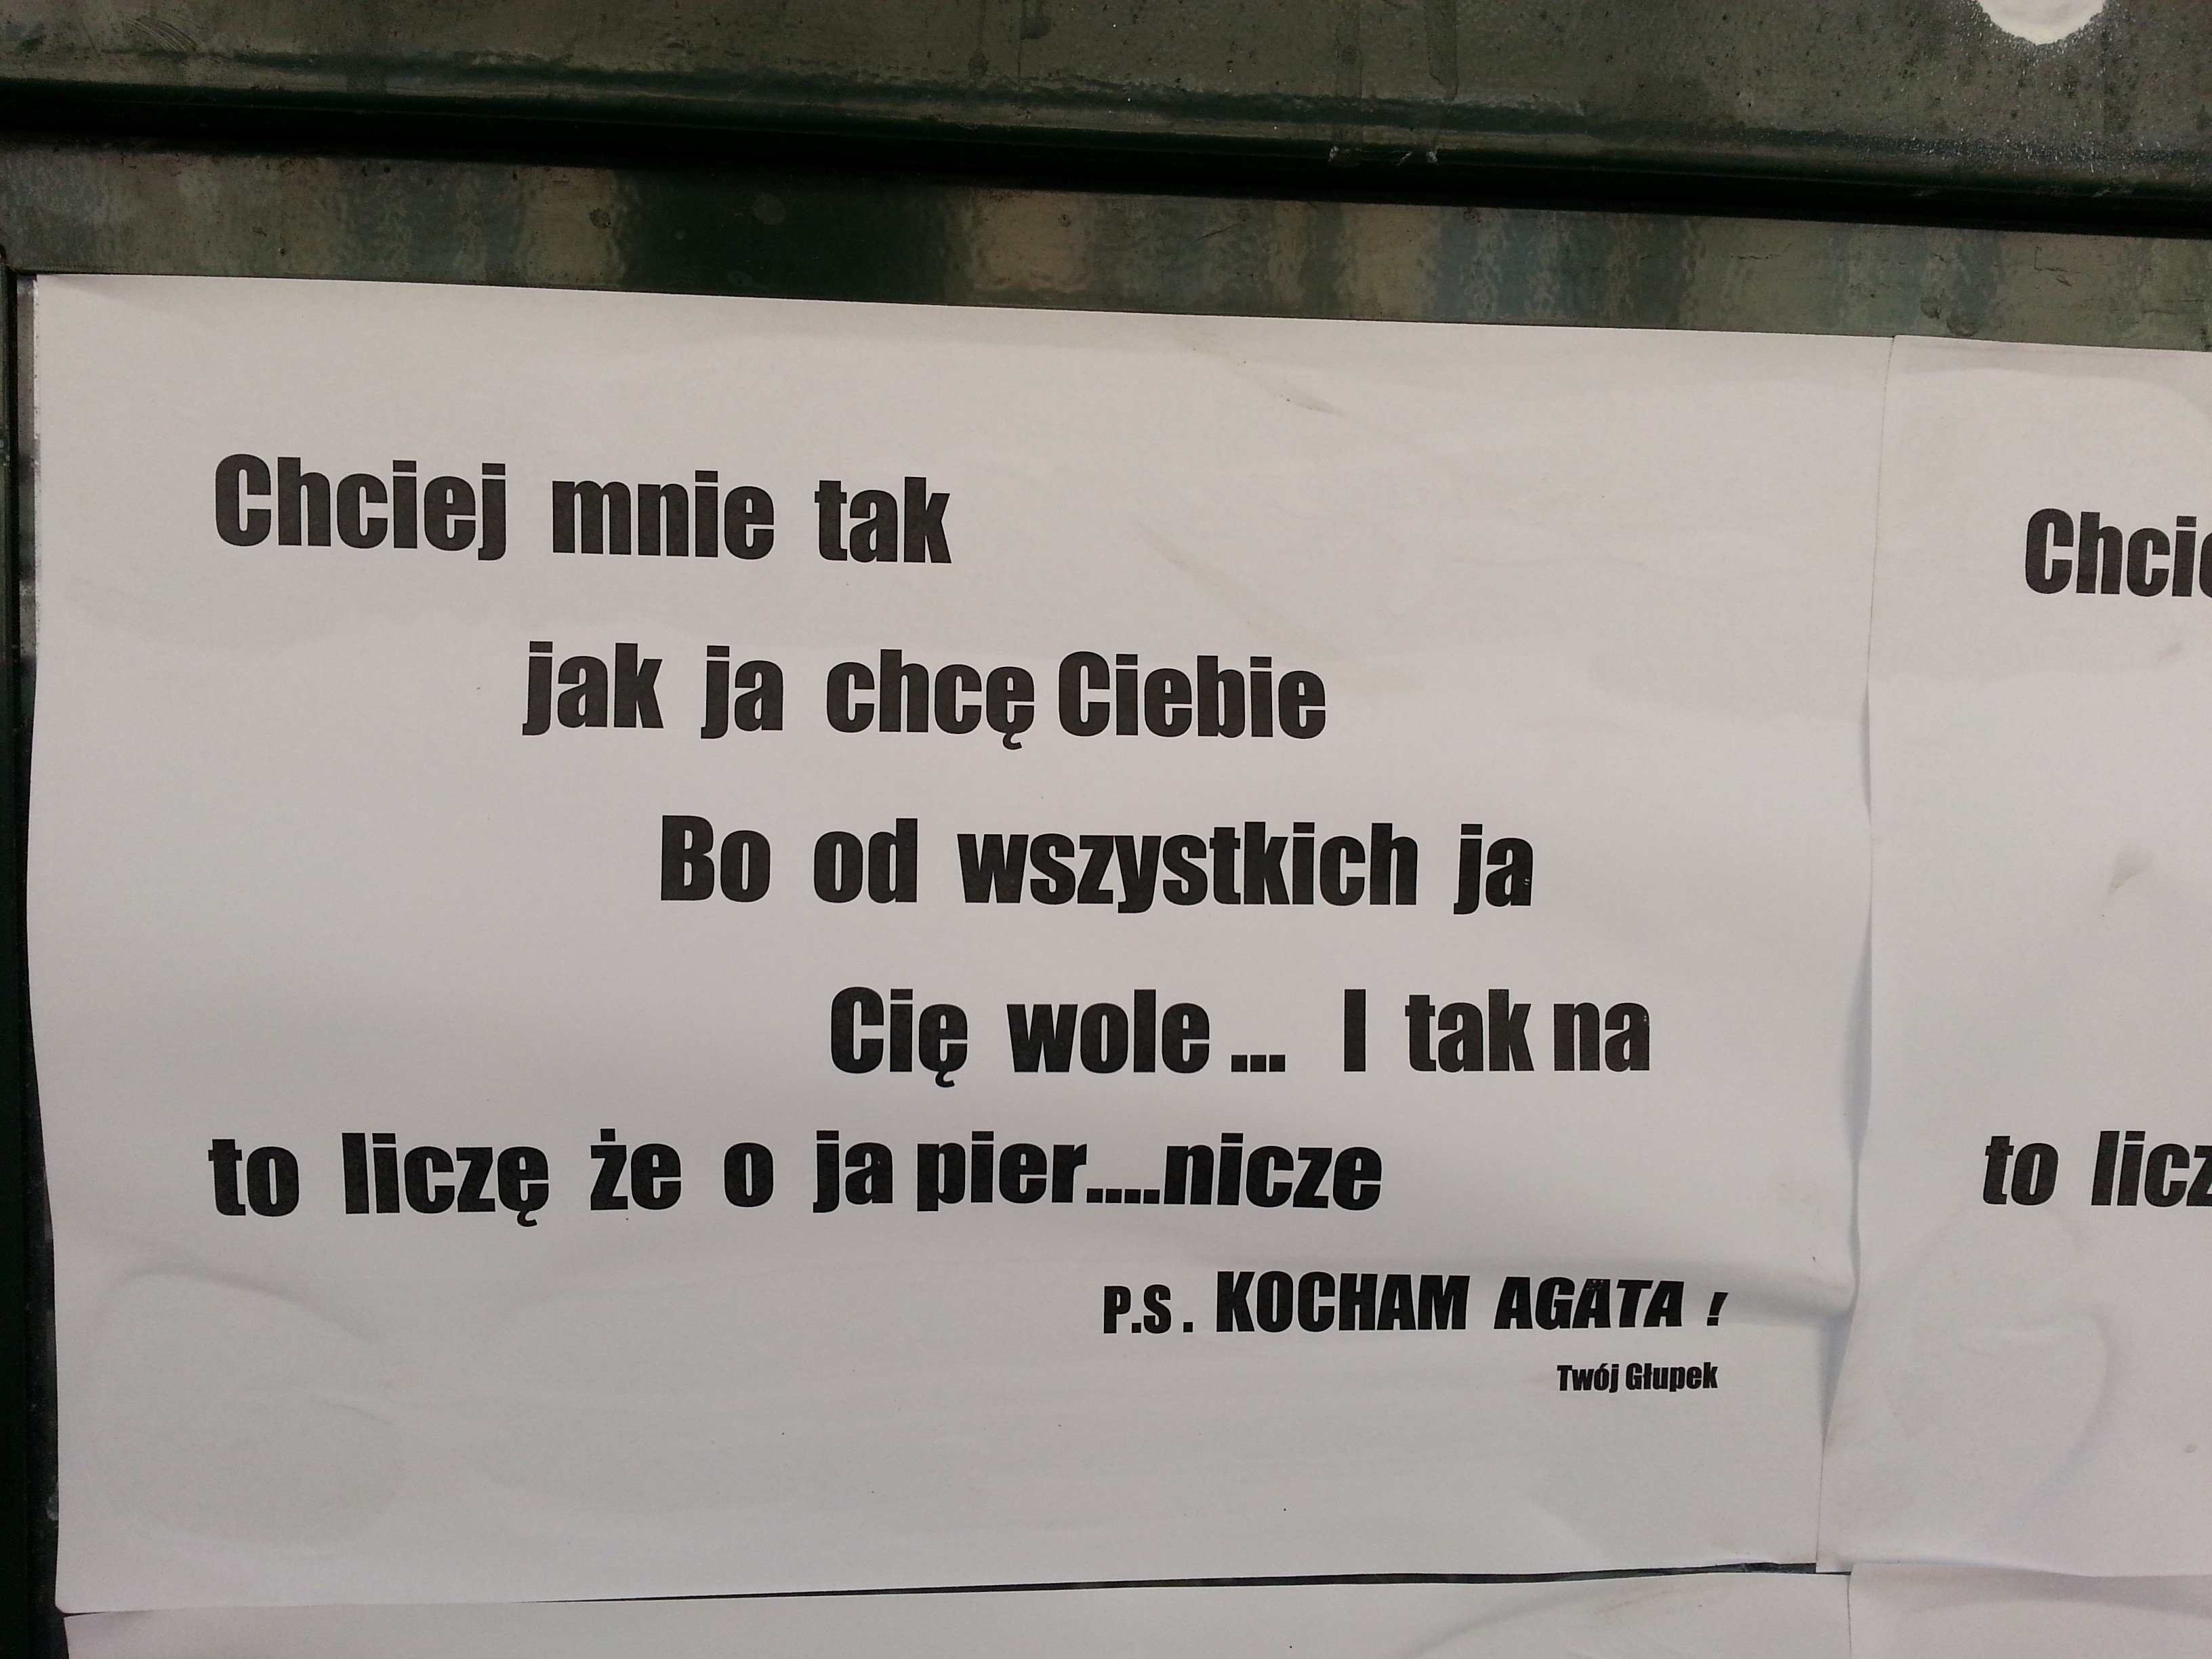 Chciej mnie tak
jak ja chcę Ciebie
Bo od wszystkich ja
Cię wole ... I tak na
to liczę że o ja pier....nicze
P.S. KOCHAM AGATA !
Twój Głupek